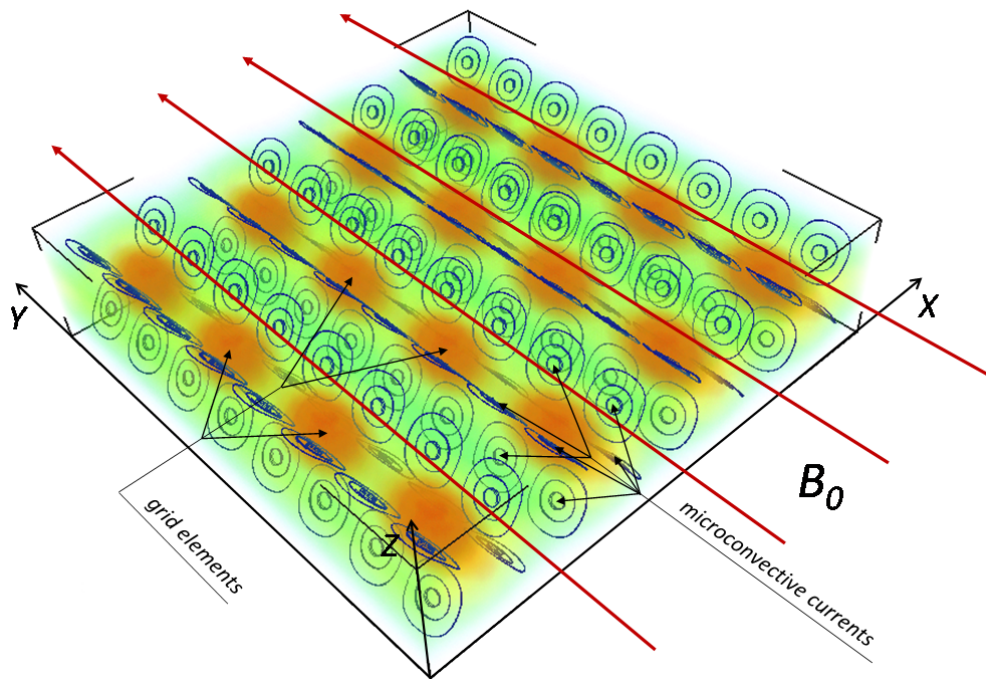 Y
X
Z
B₀
grid elements
microconvective currents